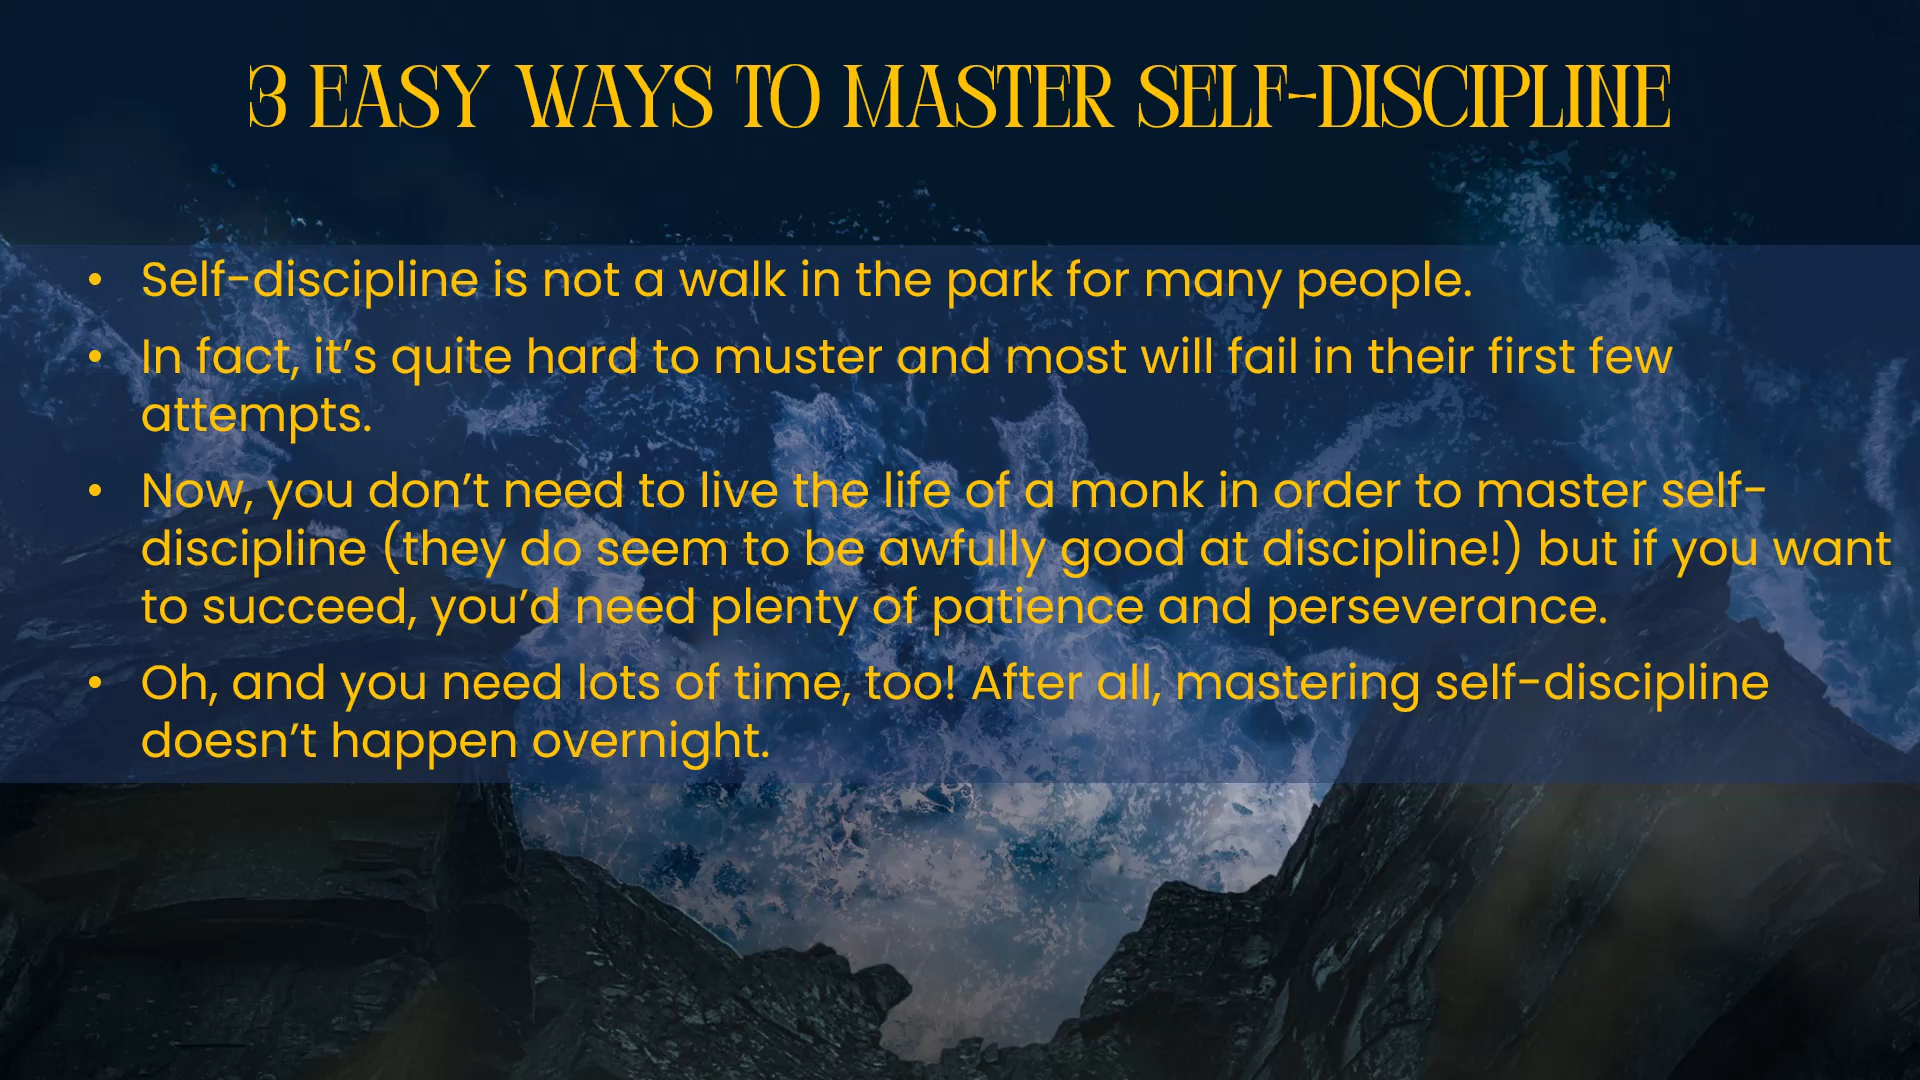 3 EASY WAYS TO MASTER SELF-DISCIPLINE
• Self-discipline is not a walk in the park for many people.
• In fact, it’s quite hard to muster and most will fail in their first few
attempts.
• Now, you don’t need to live the life of a monk in order to master self-
discipline (they do seem to be awfully good at discipline!) but if you want
to succeed, you’d need plenty of patience and perseverance.
• Oh, and you need lots of time, too! After all, mastering self-discipline
doesn’t happen overnight.